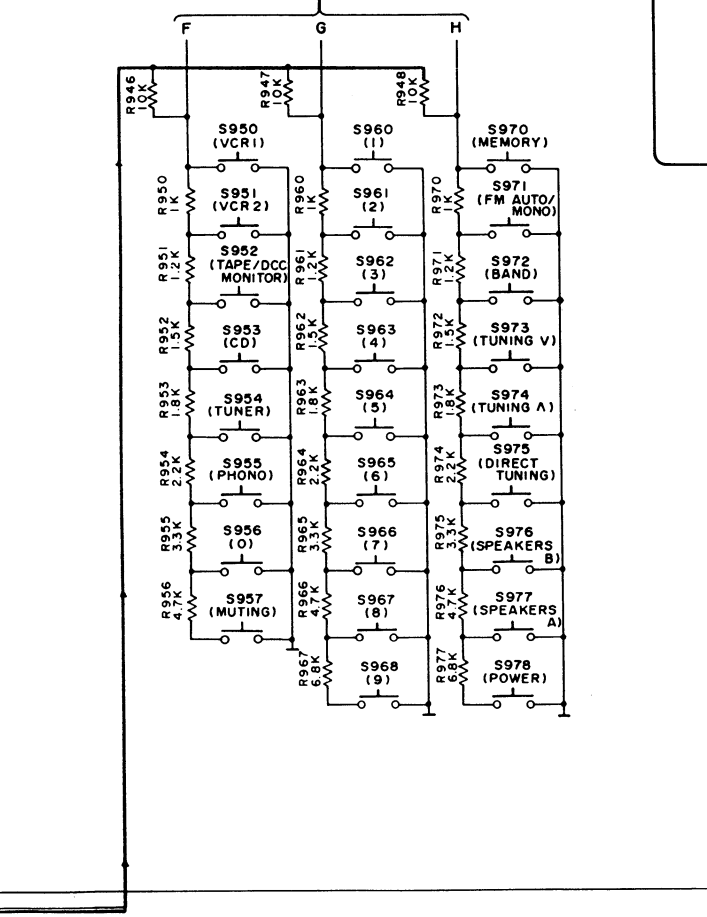 F
G
H
R946
10K
R947
10K
R948
10K
S950
(VCR1)
R950
1K
S951
(VCR2)
R951
1.2K
S952
(TAPE/DCC
MONITOR)
R952
1.5K
S953
(CD)
R953
1.8K
S954
(TUNER)
R954
2.2K
S955
(PHONO)
R955
3.3K
S956
(0)
R956
4.7K
S957
(MUTING)
S960
(1)
R960
1K
S961
(2)
R961
1.2K
S962
(3)
R962
1.5K
S963
(4)
R963
1.8K
S964
(5)
R964
2.2K
S965
(6)
R965
3.3K
S966
(7)
R966
4.7K
S967
(8)
R967
6.8K
S968
(9)
S970
(MEMORY)
R970
1K
S971
(FM AUTO/
MONO)
R971
1.2K
S972
(BAND)
R972
1.5K
S973
(TUNING V)
R973
1.8K
S974
(TUNING Λ)
R974
2.2K
S975
(DIRECT
TUNING)
R975
3.3K
S976
(SPEAKERS
B)
R976
4.7K
S977
(SPEAKERS
A)
R977
6.8K
S978
(POWER)